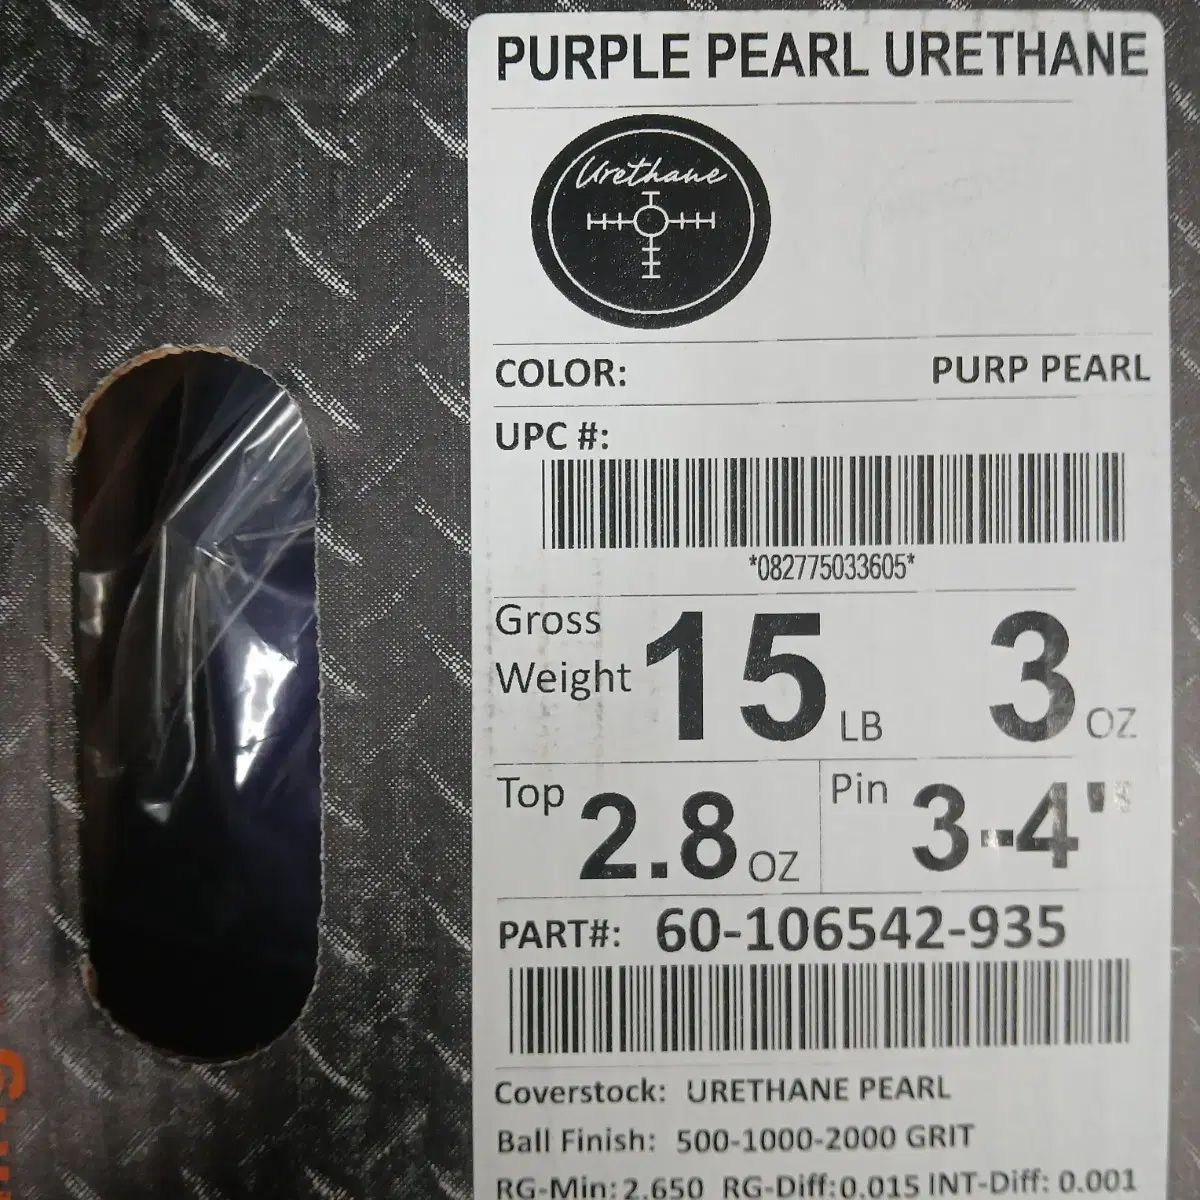 PURPLE PEARL URETHANE
Urethane
COLOR: PURP PEARL
UPC #:
*082775033605*
Gross Weight 15 LB 3 OZ
Top 2.8 OZ Pin 3-4"
PART#: 60-106542-935
Coverstock: URETHANE PEARL
Ball Finish: 500-1000-2000 GRIT
RG-Min: 2.650 RG-Diff: 0.015 INT-Diff: 0.001